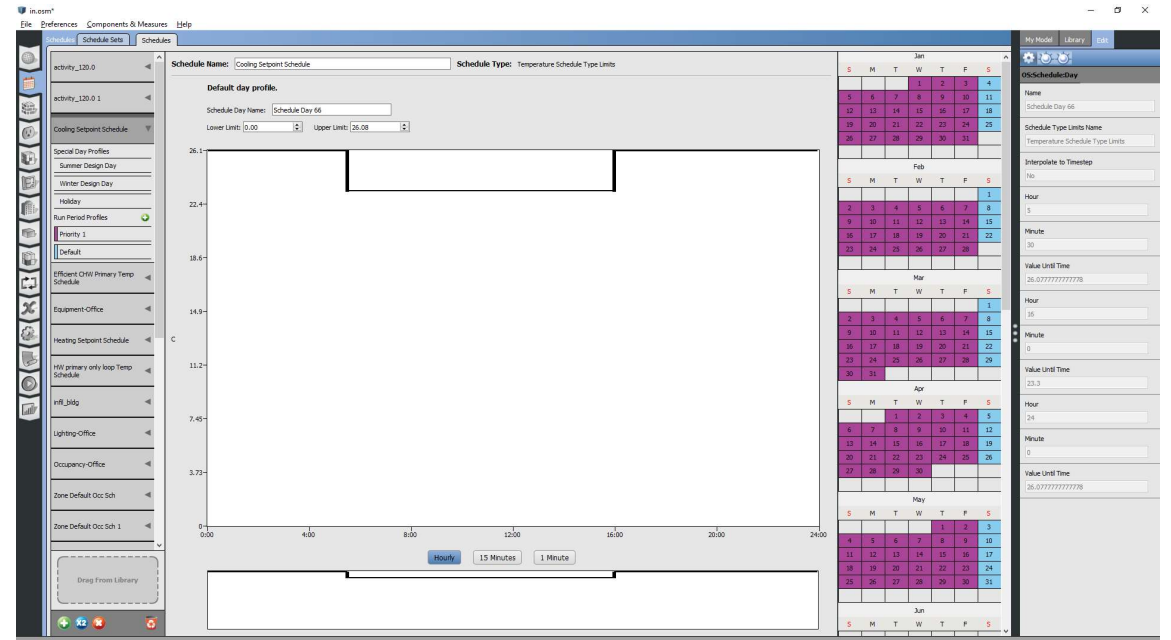 in.osm*
File Preferences Components & Measures Help
Schedules Schedule Sets Schedules
My Model Library Edit
activity_120.0
activity_120.0 1
Cooling Setpoint Schedule
Special Day Profiles
Summer Design Day
Winter Design Day
Holiday
Run Period Profiles
Priority 1
Default
Efficient CHW Primary Temp
Schedule
Equipment-Office
Heating Setpoint Schedule
HW primary only loop Temp
Schedule
infil_bldg
Lighting-Office
Occupancy-Office
Zone Default Occ Sch
Zone Default Occ Sch 1
Drag From Library
X2
Schedule Name: Cooling Setpoint Schedule Schedule Type: Temperature Schedule Type Limits
Default day profile.
Schedule Day Name: Schedule Day 66
Lower Limit: 0.00 Upper Limit: 26.08
26.1
22.4
18.6
14.9
C
11.2
7.45
3.73
0
0:00 4:00 8:00 12:00 16:00 20:00 24:00
Hourly 15 Minutes 1 Minute
Jan
S M T W T F S
1 2 3 4
5 6 7 8 9 10 11
12 13 14 15 16 17 18
19 20 21 22 23 24 25
26 27 28 29 30 31
Feb
S M T W T F S
1
2 3 4 5 6 7 8
9 10 11 12 13 14 15
16 17 18 19 20 21 22
23 24 25 26 27 28
Mar
S M T W T F S
1
2 3 4 5 6 7 8
9 10 11 12 13 14 15
16 17 18 19 20 21 22
23 24 25 26 27 28 29
30 31
Apr
S M T W T F S
1 2 3 4 5
6 7 8 9 10 11 12
13 14 15 16 17 18 19
20 21 22 23 24 25 26
27 28 29 30
May
S M T W T F S
1 2 3
4 5 6 7 8 9 10
11 12 13 14 15 16 17
18 19 20 21 22 23 24
25 26 27 28 29 30 31
Jun
S M T W T F S
OS:Schedule:Day
Name
Schedule Day 66
Schedule Type Limits Name
Temperature Schedule Type Limits
Interpolate to Timestep
No
Hour
5
Minute
30
Value Until Time
26.0777777777778
Hour
16
Minute
0
Value Until Time
23.3
Hour
24
Minute
0
Value Until Time
26.0777777777778